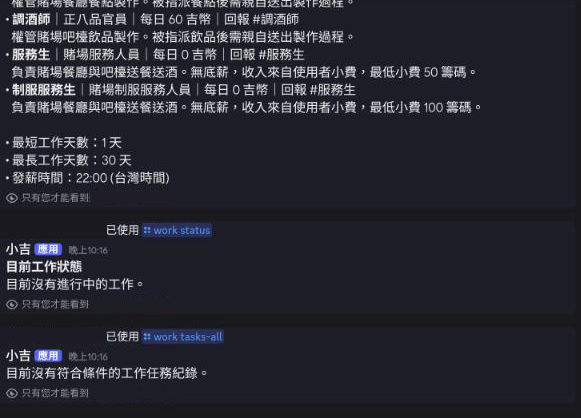 權管賭場餐廳餐點製作。被指派餐點後需親自送出製作過程。
• 調酒師｜正八品官員｜每日 60 吉幣｜回報 #調酒師
權管賭場吧檯飲品製作。被指派飲品後需親自送出製作過程。
• 服務生｜賭場服務人員｜每日 0 吉幣｜回報 #服務生
負責賭場餐廳與吧檯送餐送酒。無底薪，收入來自使用者小費，最低小費 50 籌碼。
• 制服服務生｜賭場制服服務人員｜每日 0 吉幣｜回報 #服務生
負責賭場餐廳與吧檯送餐送酒。無底薪，收入來自使用者小費，最低小費 100 籌碼。
• 最短工作天數：1 天
• 最長工作天數：30 天
• 發薪時間：22:00 (台灣時間)
只有您才能看到
已使用 work status
小吉 應用 晚上10:16
目前工作狀態
目前沒有進行中的工作。
只有您才能看到
已使用 work tasks-all
小吉 應用 晚上10:16
目前沒有符合條件的工作任務紀錄。
只有您才能看到